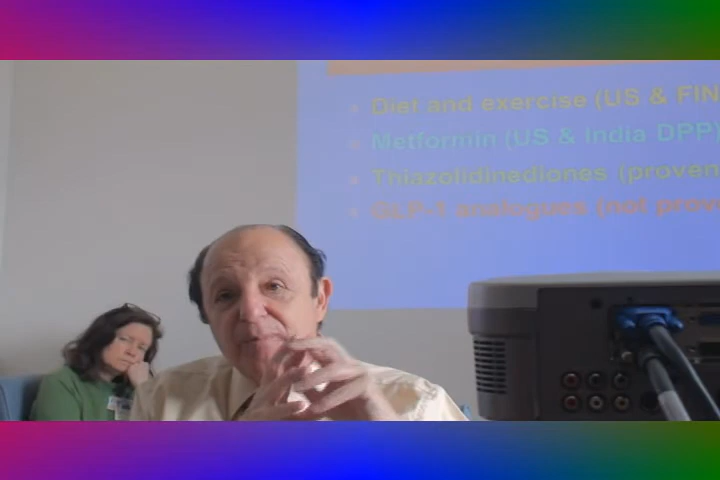 Diet and exercise (US & FIN
Metformin (US & India DPP)
Thiazolidinediones (proven
GLP-1 analogues (not prov